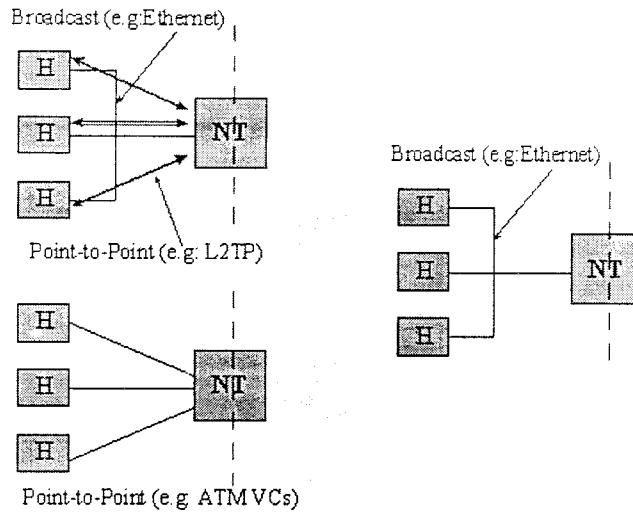 Broadcast (e.g:Ethernet)
H
H
NT
H
Point-to-Point (e.g: L2TP)
H
H
NT
H
Point-to-Point (e.g. ATM VCs)
Broadcast (e.g:Ethernet)
H
H
NT
H